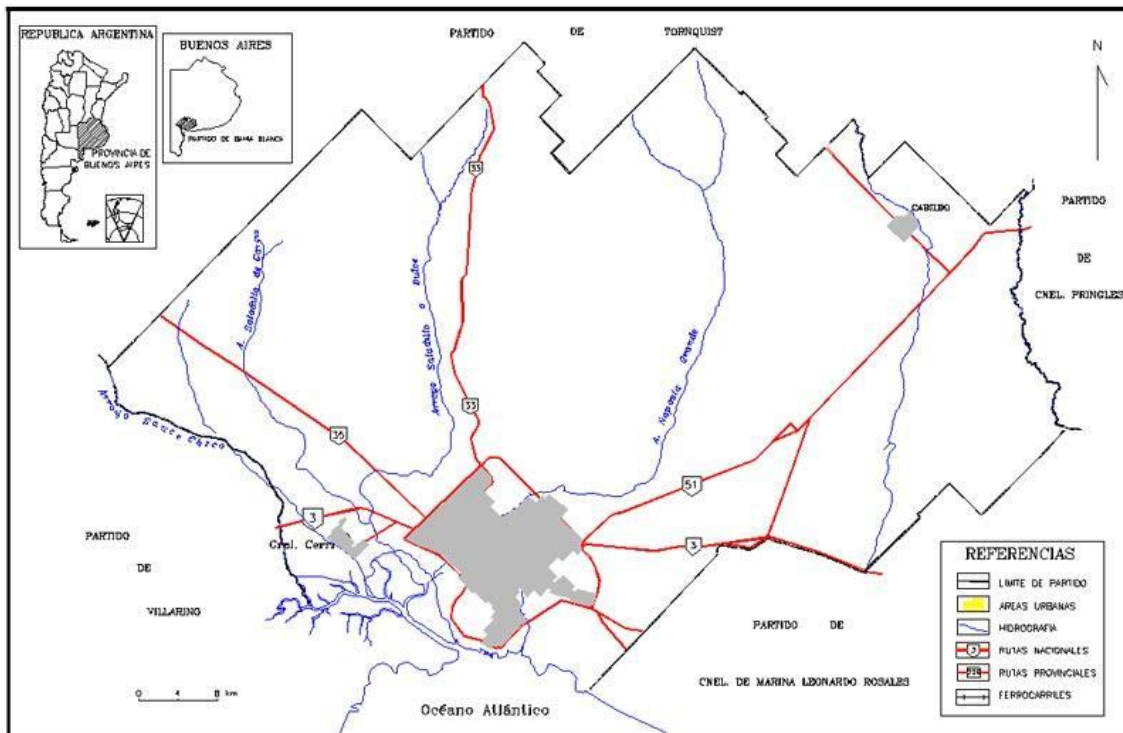 REPUBLICA ARGENTINA
PROVINCIA DE
BUENOS AIRES
BUENOS AIRES
PARTIDO DE BAHIA BLANCA
PARTIDO DE TORNQUIST
N
33
CABILDO
PARTIDO
DE
CNEL. PRINGLES
A. Saladillo de García
Arroyo Saladillo o Dulce
A. Naposta Grande
33
Arroyo Sauce Chico
35
51
3
3
Gral. Cerri
PARTIDO
DE
VILLARINO
PARTIDO DE
CNEL. DE MARINA LEONARDO ROSALES
0 4 8 km
Océano Atlántico
REFERENCIAS
LIMITE DE PARTIDO
AREAS URBANAS
HIDROGRAFIA
3 RUTAS NACIONALES
RUTAS PROVINCIALES
FERROCARRILES